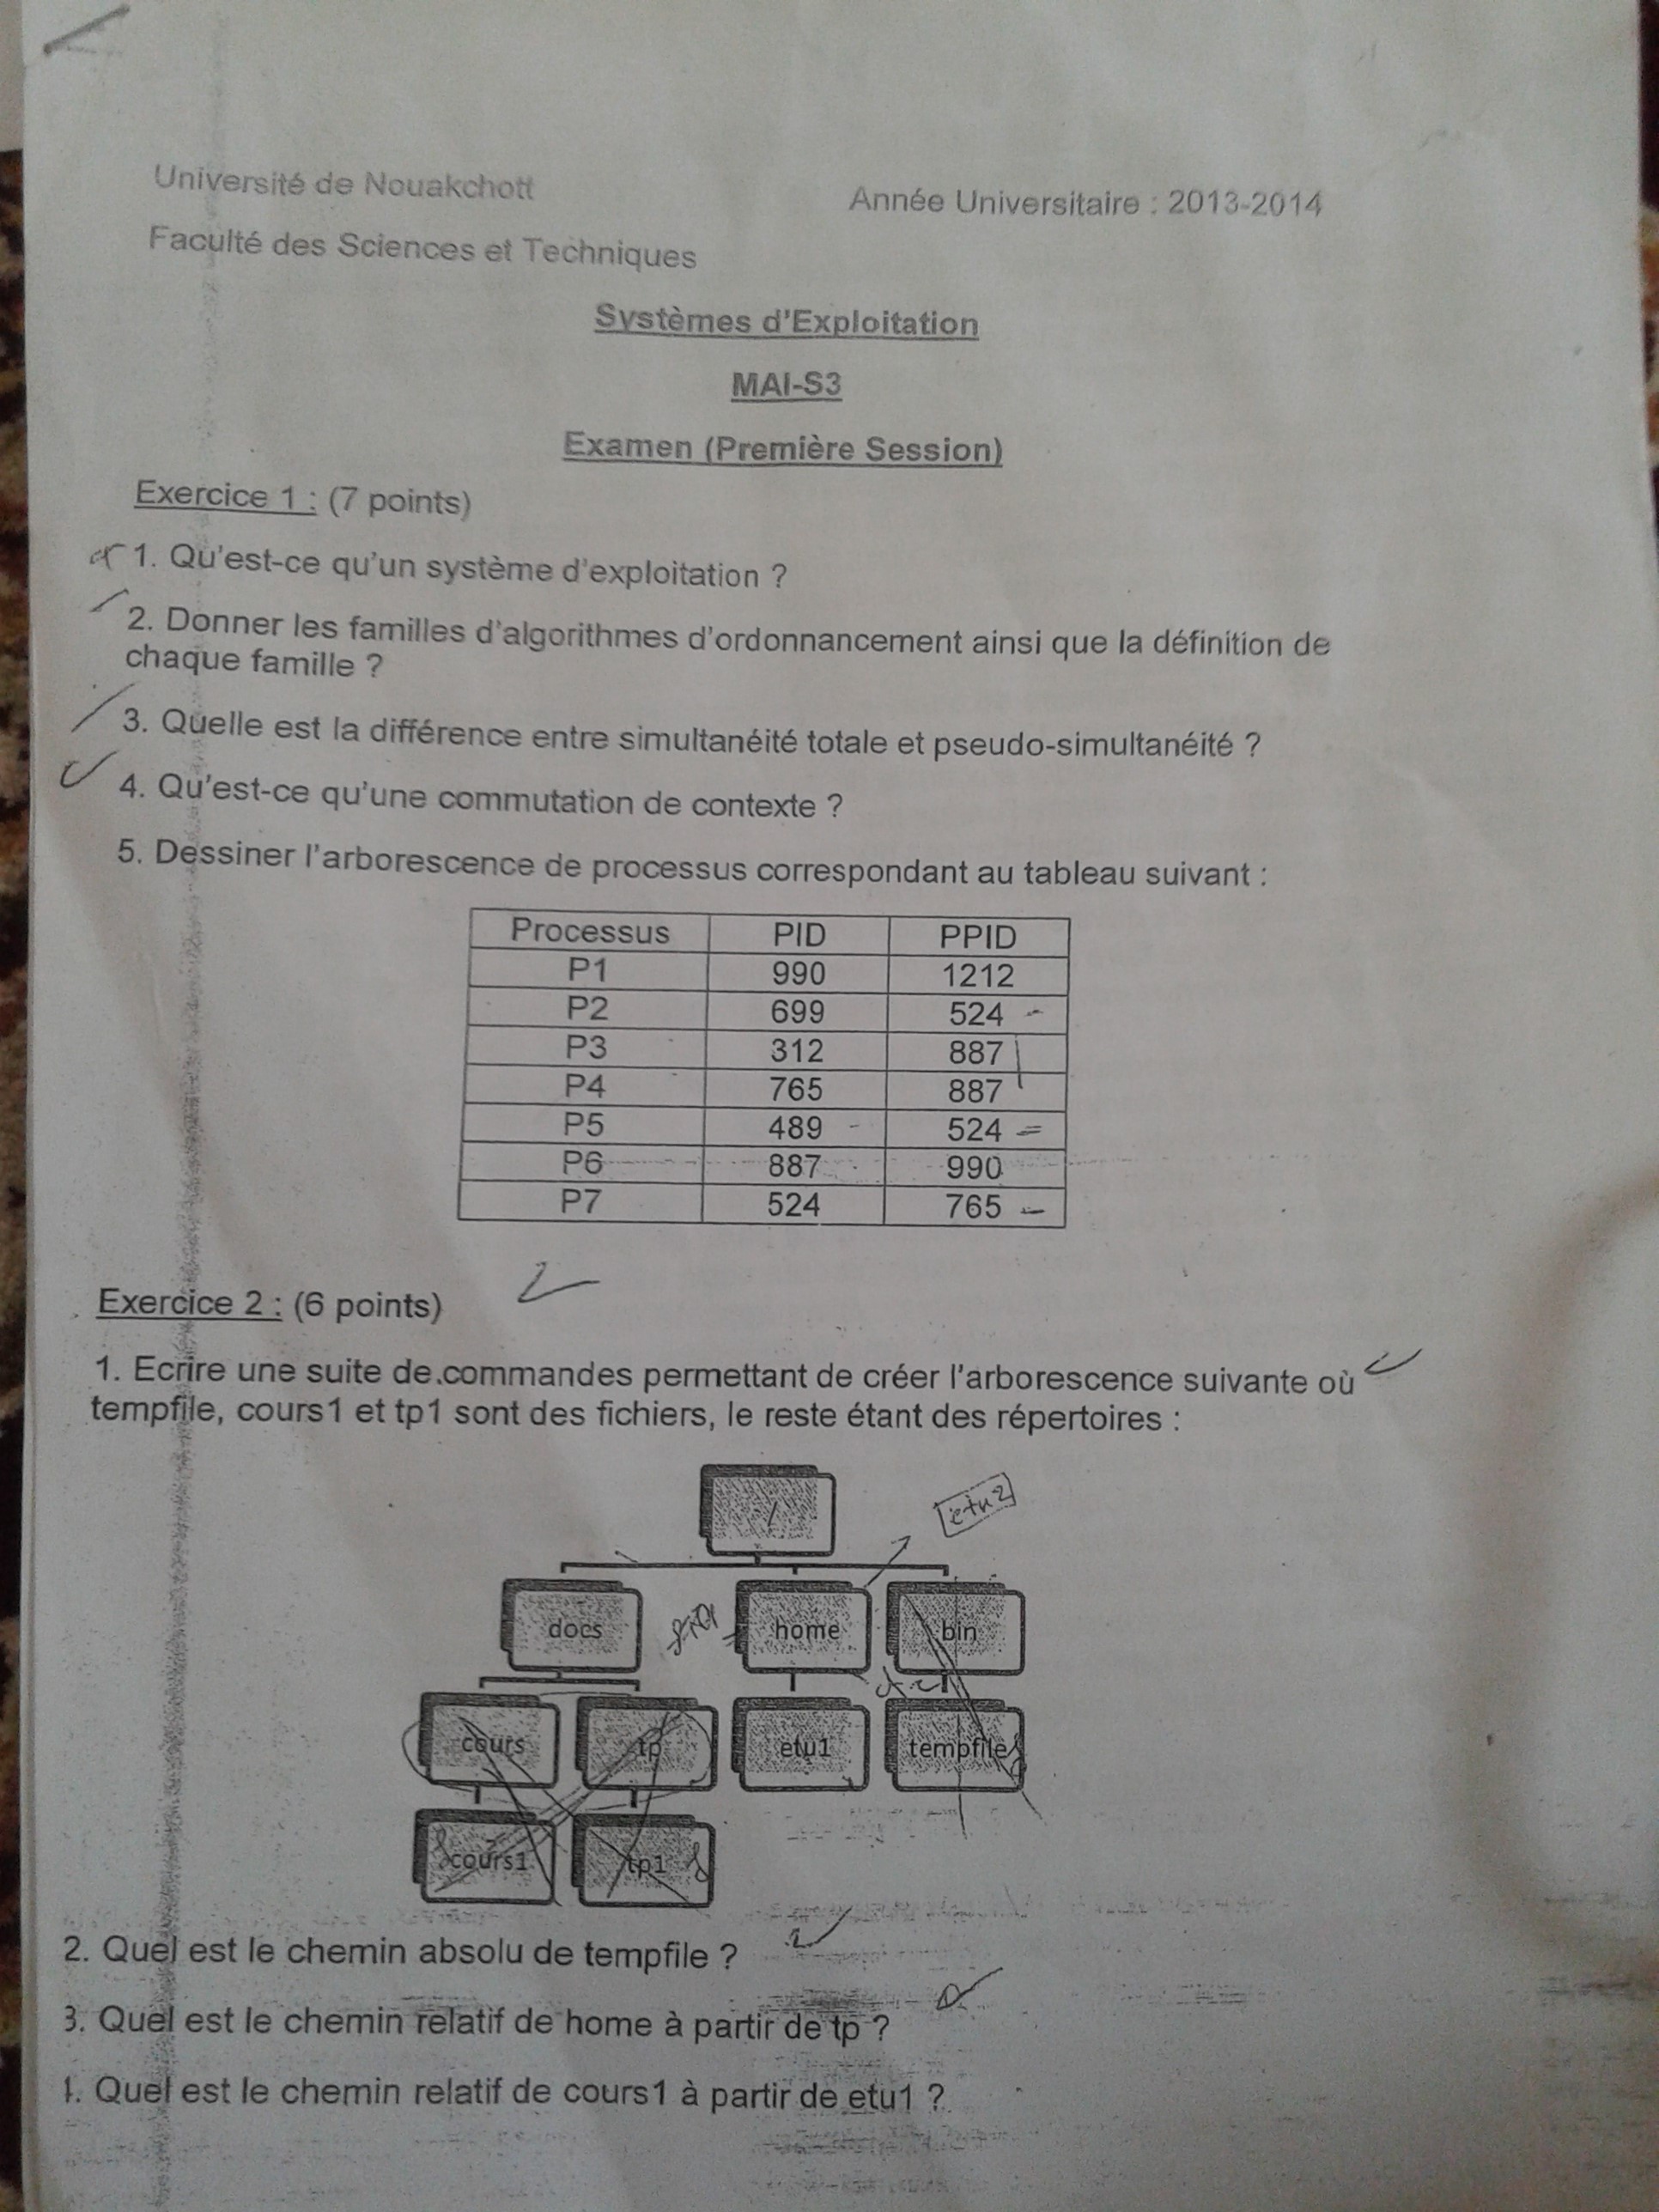 Université de Nouakchott
Année Universitaire : 2013-2014
Faculté des Sciences et Techniques
Systèmes d'Exploitation
MAI-S3
Examen (Première Session)
Exercice 1 : (7 points)
1. Qu'est-ce qu'un système d'exploitation ?
2. Donner les familles d'algorithmes d'ordonnancement ainsi que la définition de
chaque famille ?
3. Quelle est la différence entre simultanéité totale et pseudo-simultanéité ?
4. Qu'est-ce qu'une commutation de contexte ?
5. Dessiner l'arborescence de processus correspondant au tableau suivant :
Processus PID PPID
P1 990 1212
P2 699 524
P3 312 887
P4 765 887
P5 489 524
P6 887 990
P7 524 765
Exercice 2 : (6 points)
1. Ecrire une suite de commandes permettant de créer l'arborescence suivante où
tempfile, cours1 et tp1 sont des fichiers, le reste étant des répertoires :
/
etu2
docs home bin
cours tp etu1 tempfile
cours1 tp1
2. Quel est le chemin absolu de tempfile ?
3. Quel est le chemin relatif de home à partir de tp ?
. Quel est le chemin relatif de cours1 à partir de etu1 ?